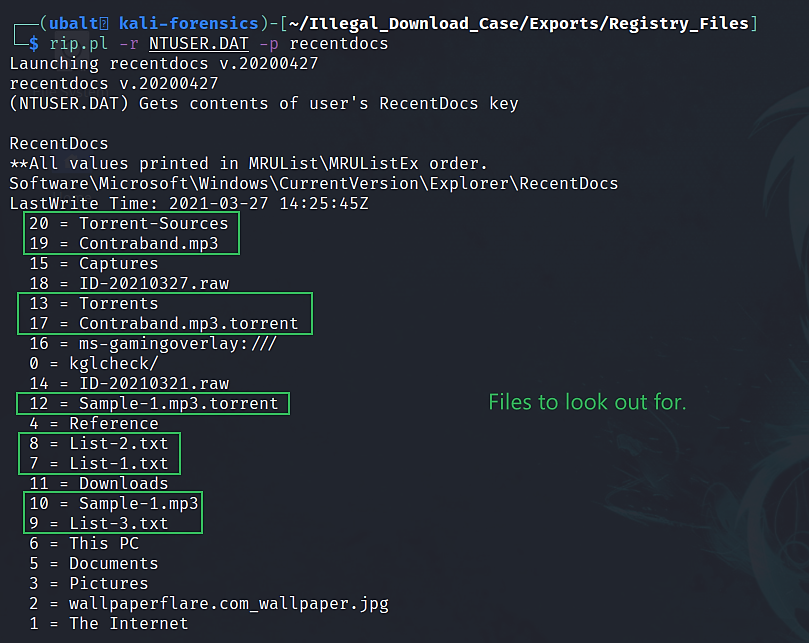 ┌──(ubalt㉿ kali-forensics)-[~/Illegal_Download_Case/Exports/Registry_Files]
└─$ rip.pl -r NTUSER.DAT -p recentdocs
Launching recentdocs v.20200427
recentdocs v.20200427
(NTUSER.DAT) Gets contents of user's RecentDocs key

RecentDocs
**All values printed in MRUList\MRUListEx order.
Software\Microsoft\Windows\CurrentVersion\Explorer\RecentDocs
LastWrite Time: 2021-03-27 14:25:45Z
20 = Torrent-Sources
19 = Contraband.mp3
15 = Captures
18 = ID-20210327.raw
13 = Torrents
17 = Contraband.mp3.torrent
16 = ms-gamingoverlay:///
0 = kglcheck/
14 = ID-20210321.raw
12 = Sample-1.mp3.torrent
Files to look out for.
4 = Reference
8 = List-2.txt
7 = List-1.txt
11 = Downloads
10 = Sample-1.mp3
9 = List-3.txt
6 = This PC
5 = Documents
3 = Pictures
2 = wallpaperflare.com_wallpaper.jpg
1 = The Internet